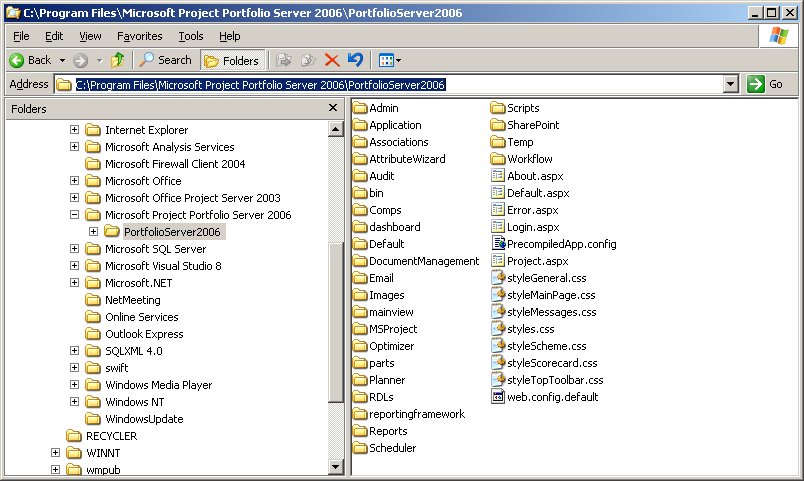 C:\Program Files\Microsoft Project Portfolio Server 2006\PortfolioServer2006
File Edit View Favorites Tools Help
Back Search Folders
Address C:\Program Files\Microsoft Project Portfolio Server 2006\PortfolioServer2006 Go
Folders
Internet Explorer
Microsoft Analysis Services
Microsoft Firewall Client 2004
Microsoft Office
Microsoft Office Project Server 2003
Microsoft Project Portfolio Server 2006
PortfolioServer2006
Microsoft SQL Server
Microsoft Visual Studio 8
Microsoft.NET
NetMeeting
Online Services
Outlook Express
SQLXML 4.0
swift
Windows Media Player
Windows NT
WindowsUpdate
RECYCLER
WINNT
wmpub
Admin
Application
Associations
AttributeWizard
Audit
bin
Comps
dashboard
Default
DocumentManagement
Email
Images
mainview
MSProject
Optimizer
parts
Planner
RDLs
reportingframework
Reports
Scheduler
Scripts
SharePoint
Temp
Workflow
About.aspx
Default.aspx
Error.aspx
Login.aspx
PrecompiledApp.config
Project.aspx
styleGeneral.css
styleMainPage.css
styleMessages.css
styles.css
styleScheme.css
styleScorecard.css
styleTopToolbar.css
web.config.default